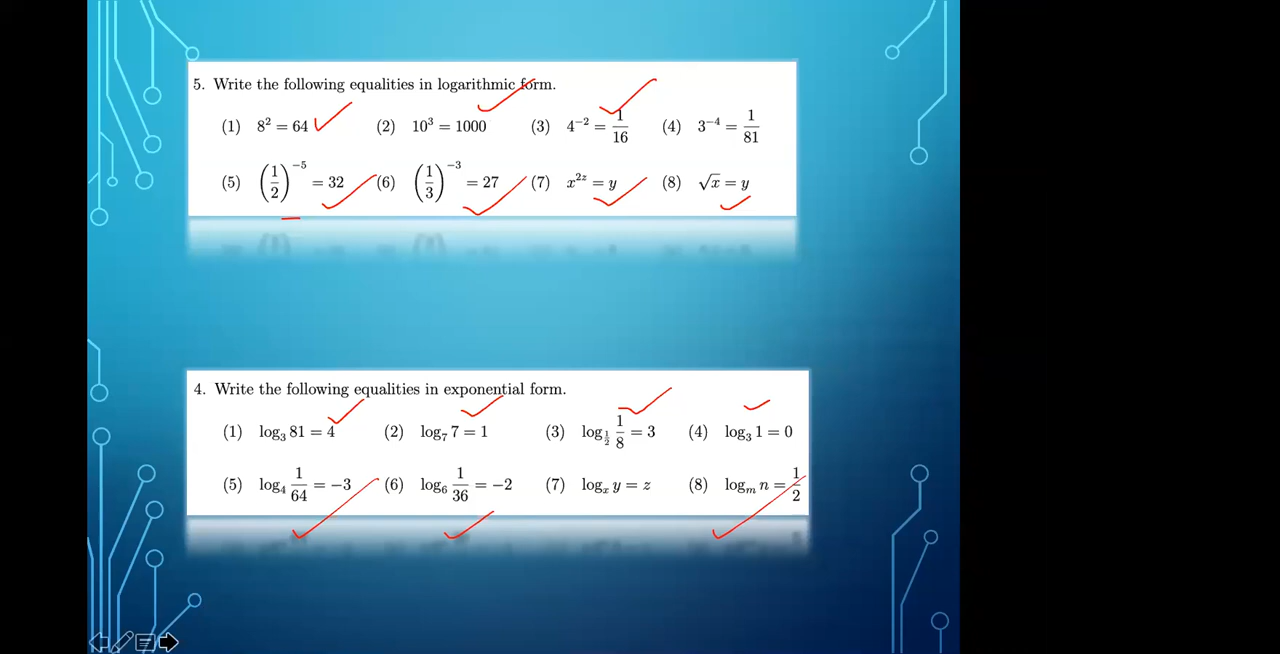 5. Write the following equalities in logarithmic form.
(1) 8² = 64 (2) 10³ = 1000 (3) 4⁻² = 1/16 (4) 3⁻⁴ = 1/81
(5) (1/2)⁻⁵ = 32 (6) (1/3)⁻³ = 27 (7) x²ᶻ = y (8) √x = y
4. Write the following equalities in exponential form.
(1) log₃ 81 = 4 (2) log₇ 7 = 1 (3) log_{1/2} 1/8 = 3 (4) log₃ 1 = 0
(5) log₄ 1/64 = −3 (6) log₆ 1/36 = −2 (7) logₓ y = z (8) logₘ n = 1/2